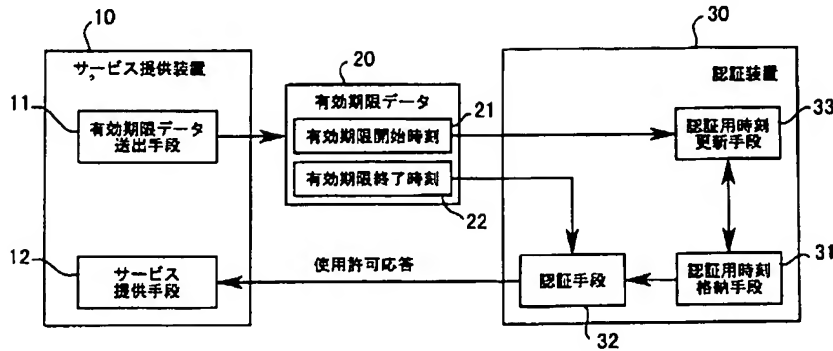 10
サービス提供装置
11
有効期限データ
送出手段
12
サービス
提供手段
20
有効期限データ
21
有効期限開始時刻
有効期限終了時刻
22
使用許可応答
30
認証装置
33
認証用時刻
更新手段
31
認証用時刻
格納手段
認証手段
32